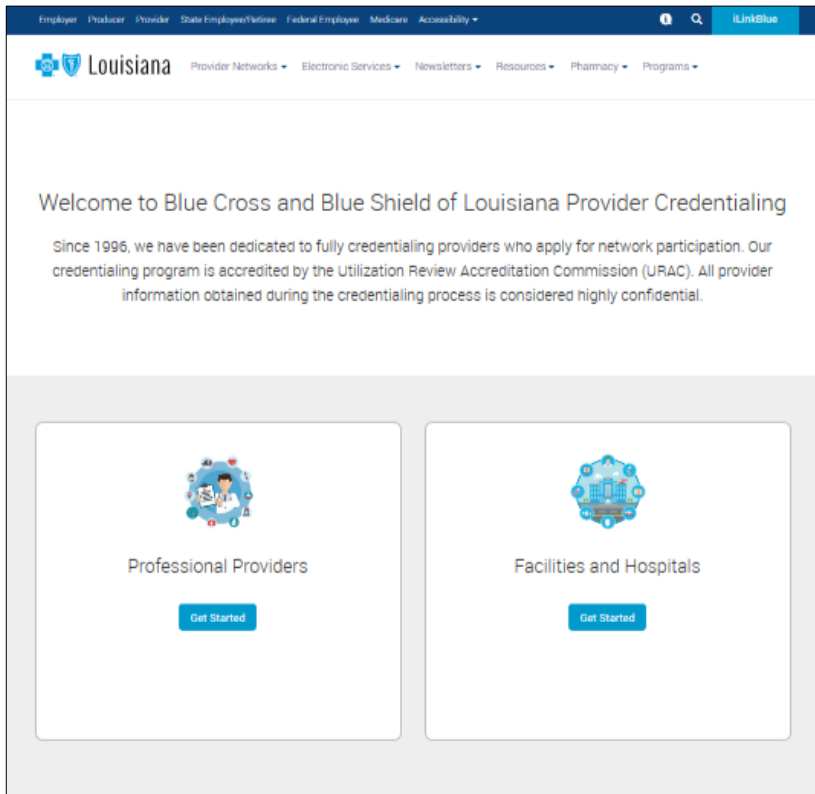 Employer Producer Provider State Employee/Retiree Federal Employee Medicare Accessibility iLinkBlue
Louisiana Provider Networks Electronic Services Newsletters Resources Pharmacy Programs
Welcome to Blue Cross and Blue Shield of Louisiana Provider Credentialing
Since 1996, we have been dedicated to fully credentialing providers who apply for network participation. Our
credentialing program is accredited by the Utilization Review Accreditation Commission (URAC). All provider
information obtained during the credentialing process is considered highly confidential.
Professional Providers
Get Started
Facilities and Hospitals
Get Started